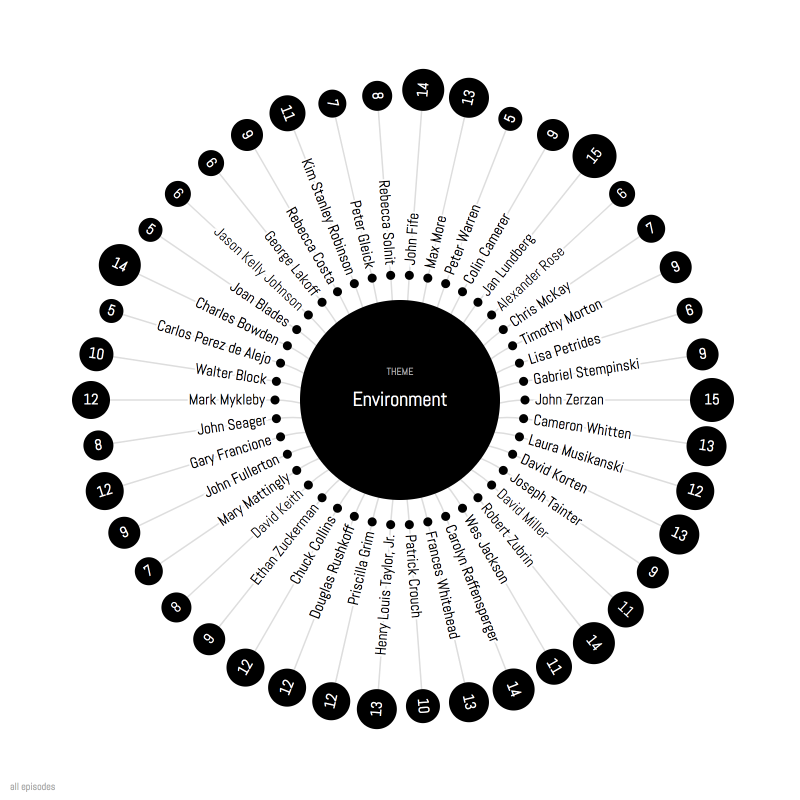 THEME
Environment
John Fife 14
Max More 13
Peter Warren 5
Colin Camerer 9
Jan Lundberg 15
Alexander Rose 6
Chris McKay 7
Timothy Morton 9
Lisa Petrides 6
Gabriel Stempinski 9
John Zerzan 15
Cameron Whitten 13
Laura Musikanski 12
David Korten 13
Joseph Tainter 9
David Miller 11
Robert Zubrin 14
Wes Jackson 11
Carolyn Raffensperger 14
Frances Whitehead 13
Patrick Crouch 10
Henry Louis Taylor, Jr. 13
Priscilla Grim 12
Douglas Rushkoff 12
Chuck Collins 12
Ethan Zuckerman 9
David Keith 8
Mary Mattingly 7
John Fullerton 9
Gary Francione 12
John Seager 8
Mark Mykleby 12
Walter Block 10
Carlos Perez de Alejo 5
Charles Bowden 14
Joan Blades 5
Jason Kelly Johnson 6
George Lakoff 6
Rebecca Costa 9
Kim Stanley Robinson 11
Peter Gleick 7
Rebecca Solnit 8
all episodes